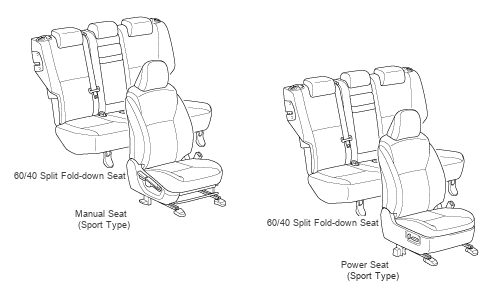 60/40 Split Fold-down Seat
Manual Seat
(Sport Type)
60/40 Split Fold-down Seat
Power Seat
(Sport Type)